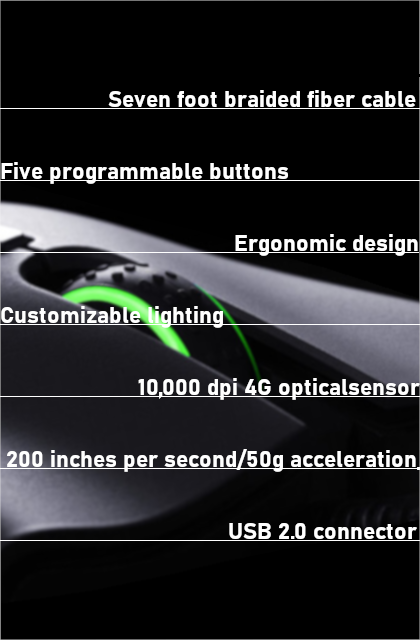 Seven foot braided fiber cable
Five programmable buttons
Ergonomic design
Customizable lighting
10,000 dpi 4G opticalsensor
200 inches per second/50g acceleration
USB 2.0 connector